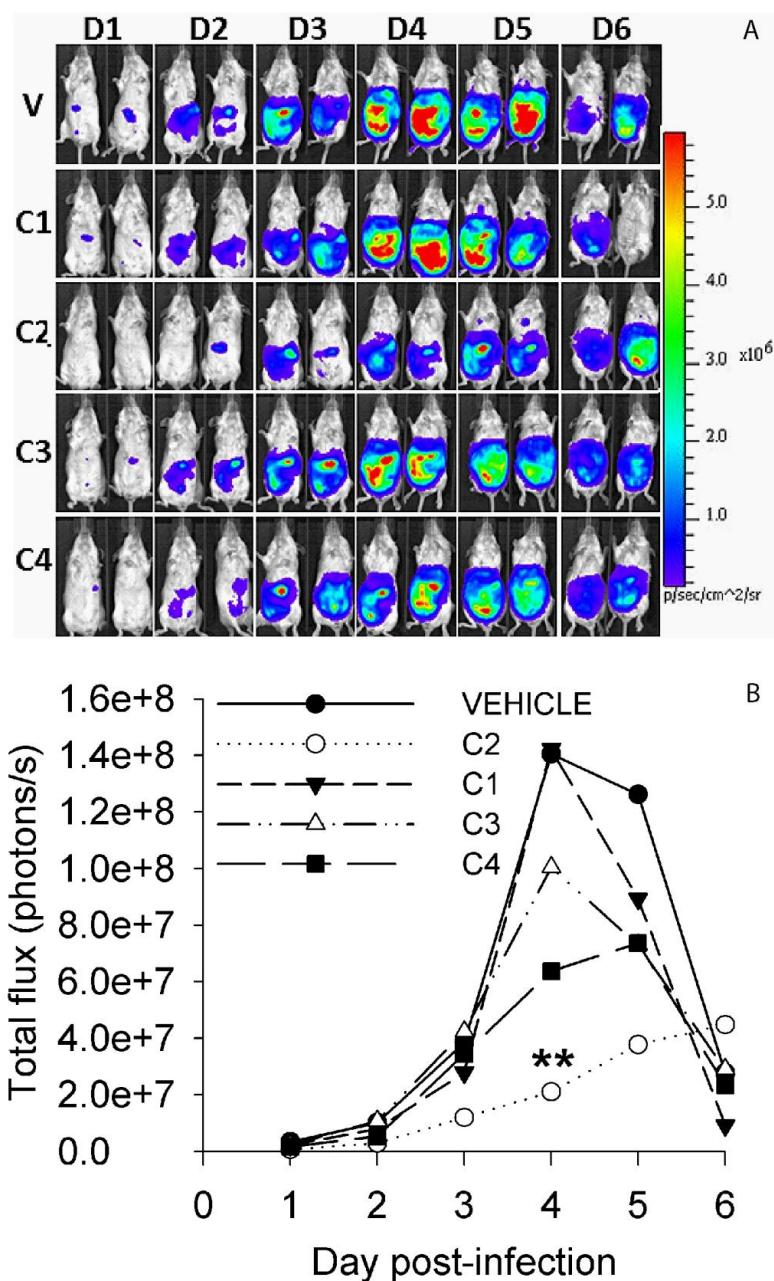 D1 D2 D3 D4 D5 D6 A
V
C1
C2
C3
C4
5.0
4.0
3.0
x10^6
2.0
1.0
p/sec/cm^2/sr
B
1.6e+8
1.4e+8
1.2e+8
1.0e+8
8.0e+7
6.0e+7
4.0e+7
2.0e+7
0.0
Total flux (photons/s)
VEHICLE
C2
C1
C3
C4
**
0 1 2 3 4 5 6
Day post-infection